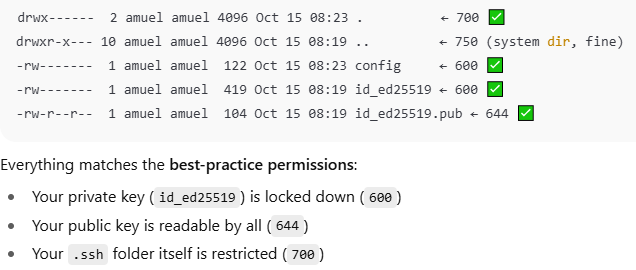 drwx------  2 amuel amuel 4096 Oct 15 08:23 .          ← 700 ✅
drwxr-x--- 10 amuel amuel 4096 Oct 15 08:19 ..         ← 750 (system dir, fine)
-rw-------  1 amuel amuel  122 Oct 15 08:23 config     ← 600 ✅
-rw-------  1 amuel amuel  419 Oct 15 08:19 id_ed25519 ← 600 ✅
-rw-r--r--  1 amuel amuel  104 Oct 15 08:19 id_ed25519.pub ← 644 ✅
Everything matches the best-practice permissions:
• Your private key (id_ed25519) is locked down (600)
• Your public key is readable by all (644)
• Your .ssh folder itself is restricted (700)